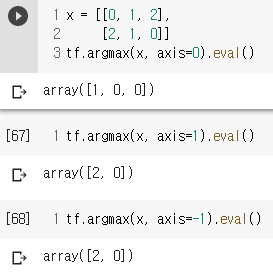 1 x = [[0, 1, 2],
2      [2, 1, 0]]
3 tf.argmax(x, axis=0).eval()
array([1, 0, 0])
[67] 1 tf.argmax(x, axis=1).eval()
array([2, 0])
[68] 1 tf.argmax(x, axis=-1).eval()
array([2, 0])